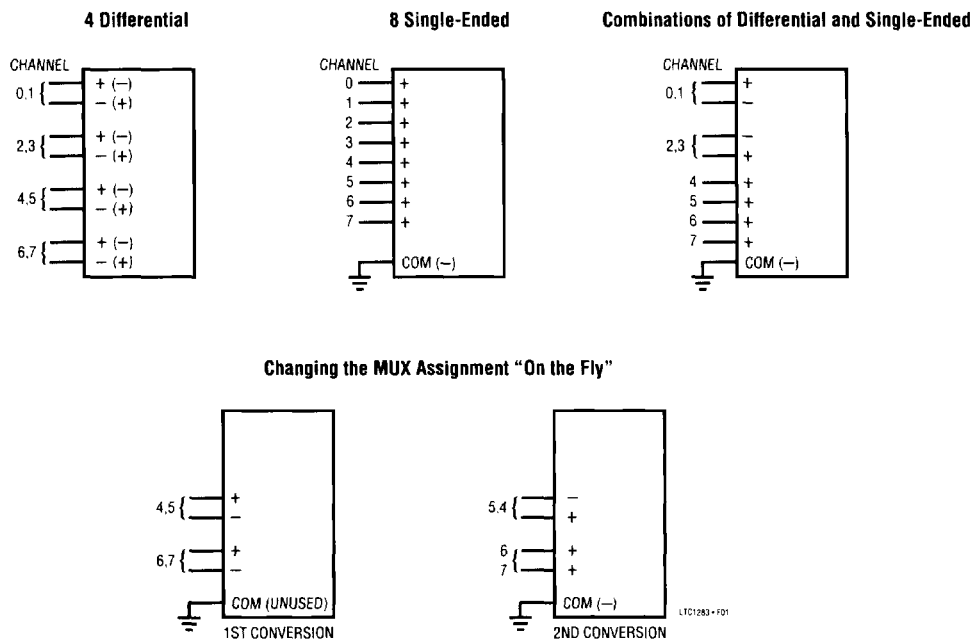 4 Differential
CHANNEL
0,1 { + (−)
− (+)
2,3 { + (−)
− (+)
4,5 { + (−)
− (+)
6,7 { + (−)
− (+)
8 Single-Ended
CHANNEL
0 +
1 +
2 +
3 +
4 +
5 +
6 +
7 +
COM (−)
Combinations of Differential and Single-Ended
CHANNEL
0,1 { +
−
2,3 { −
+
4 +
5 +
6 +
7 +
COM (−)
Changing the MUX Assignment “On the Fly”
4,5 { +
−
6,7 { +
−
COM (UNUSED)
1ST CONVERSION
5,4 { −
+
6 { +
7 +
COM (−)
2ND CONVERSION
LTC1283 • F01